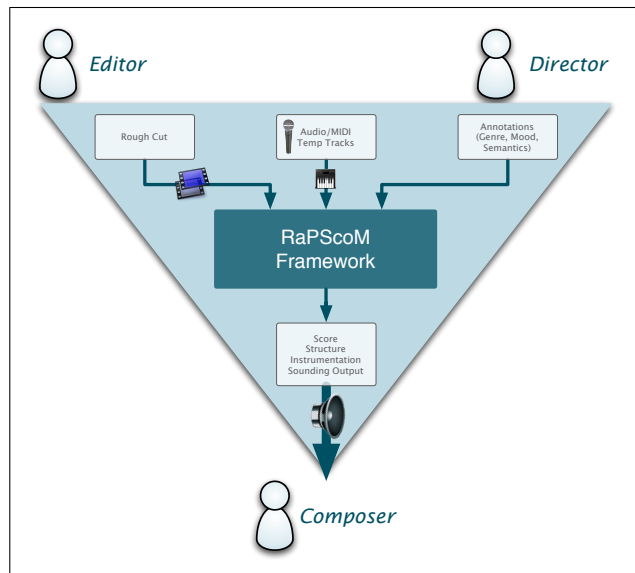 Editor
Director
Rough Cut
Audio/MIDI
Temp Tracks
Annotations
(Genre, Mood,
Semantics)
RaPScoM
Framework
Score
Structure
Instrumentation
Sounding Output
Composer